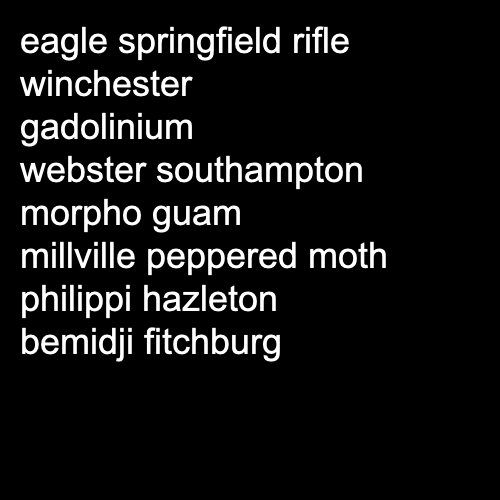 eagle springfield rifle
winchester
gadolinium
webster southampton
morpho guam
millville peppered moth
philippi hazleton
bemidji fitchburg